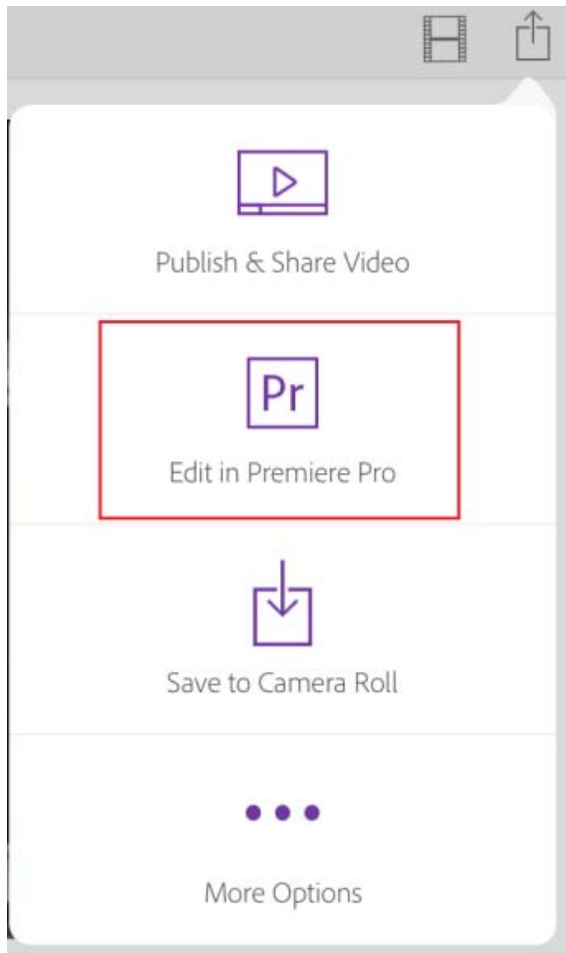 Publish & Share Video
Pr
Edit in Premiere Pro
Save to Camera Roll
More Options